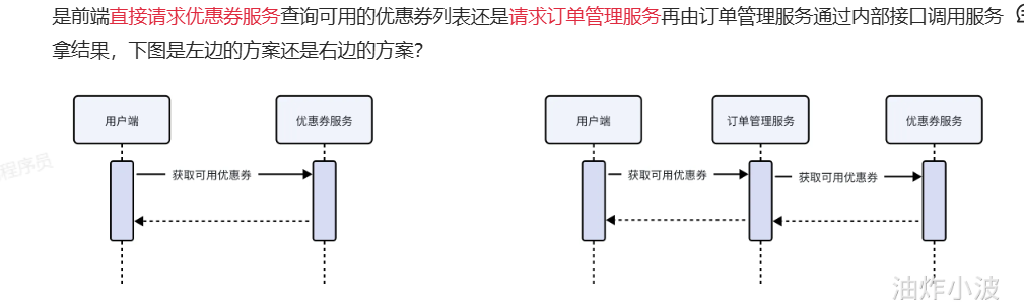 是前端直接请求优惠券服务查询可用的优惠券列表还是请求订单管理服务再由订单管理服务通过内部接口调用服务
拿结果，下图是左边的方案还是右边的方案？
用户端
优惠券服务
用户端
订单管理服务
优惠券服务
获取可用优惠券
获取可用优惠券
获取可用优惠券
程序员
油炸小波